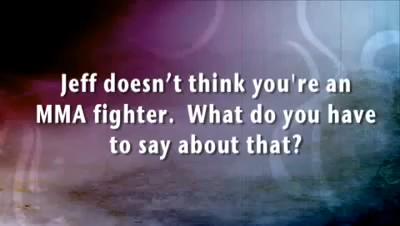 Jeff doesn’t think you're an
MMA fighter.  What do you have
to say about that?